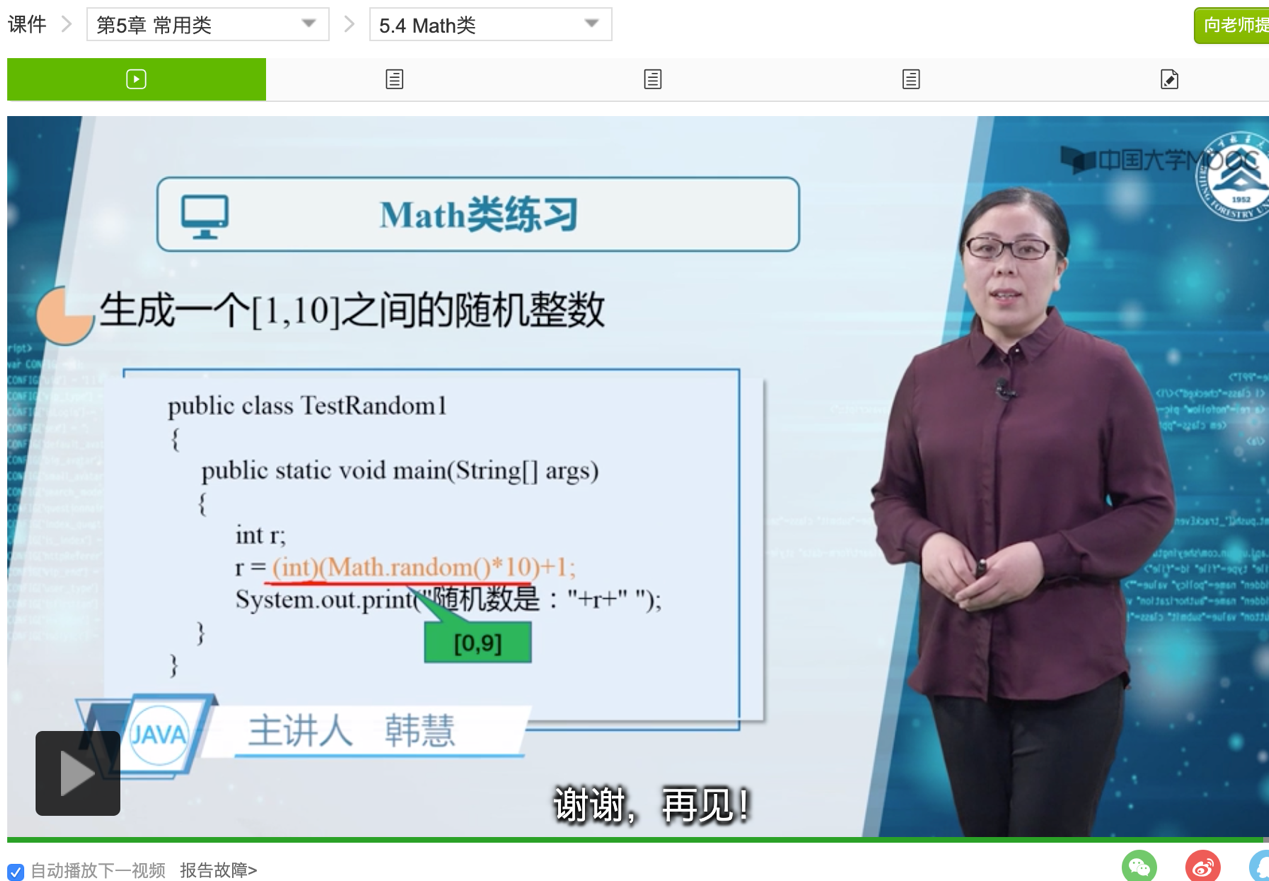 课件
第5章 常用类
5.4 Math类
向老师提
中国大学MOOC
1952
Math类练习
生成一个[1,10]之间的随机整数
public class TestRandom1
{
public static void main(String[] args)
{
int r;
r = (int)(Math.random()*10)+1;
System.out.print("随机数是："+r+" ");
}
[0,9]
}
JAVA
主讲人 韩慧
谢谢，再见！
自动播放下一视频 报告故障>